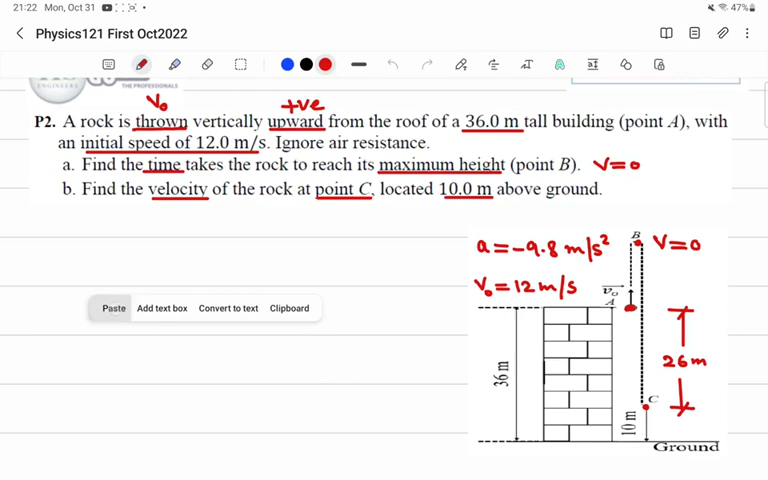 21:22 Mon, Oct 31
47%
Physics121 First Oct2022
ENGINEERS
THE PROFESSIONALS
V₀ +ve
P2. A rock is thrown vertically upward from the roof of a 36.0 m tall building (point A), with
an initial speed of 12.0 m/s. Ignore air resistance.
a. Find the time takes the rock to reach its maximum height (point B). V=0
b. Find the velocity of the rock at point C, located 10.0 m above ground.
a = -9.8 m/s² B V=0
V₀ = 12 m/s v₀
A
Paste Add text box Convert to text Clipboard
36 m
26m
C
10 m
Ground